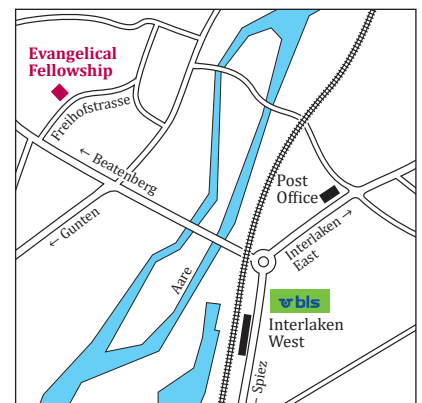 Evangelical
Fellowship
Freihofstrasse
← Beatenberg
← Gunten
Aare
Post
Office
Interlaken →
East
bls
Interlaken
West
← Spiez